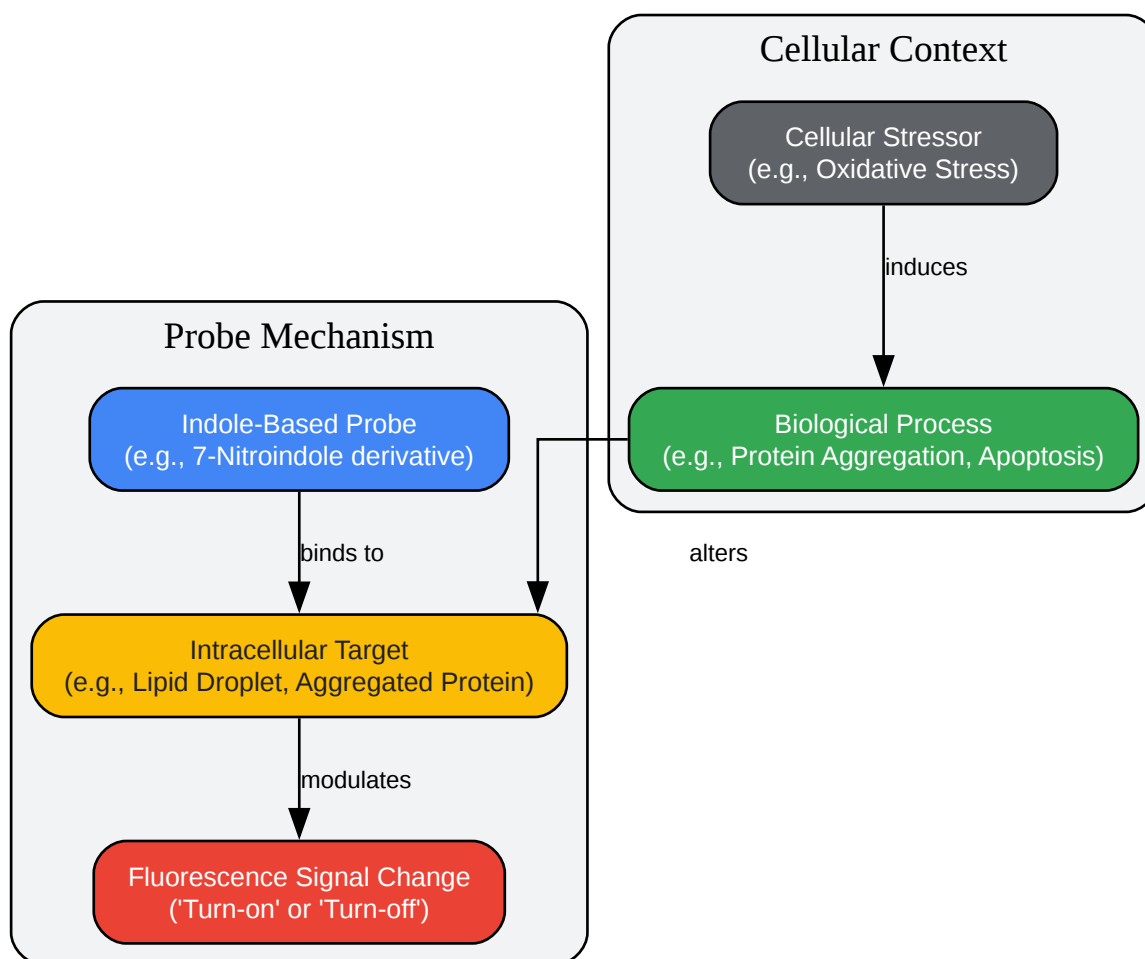 Cellular Context
Cellular Stressor
(e.g., Oxidative Stress)
induces
Probe Mechanism
Indole-Based Probe
(e.g., 7-Nitroindole derivative)
Biological Process
(e.g., Protein Aggregation, Apoptosis)
binds to
alters
Intracellular Target
(e.g., Lipid Droplet, Aggregated Protein)
modulates
Fluorescence Signal Change
('Turn-on' or 'Turn-off')